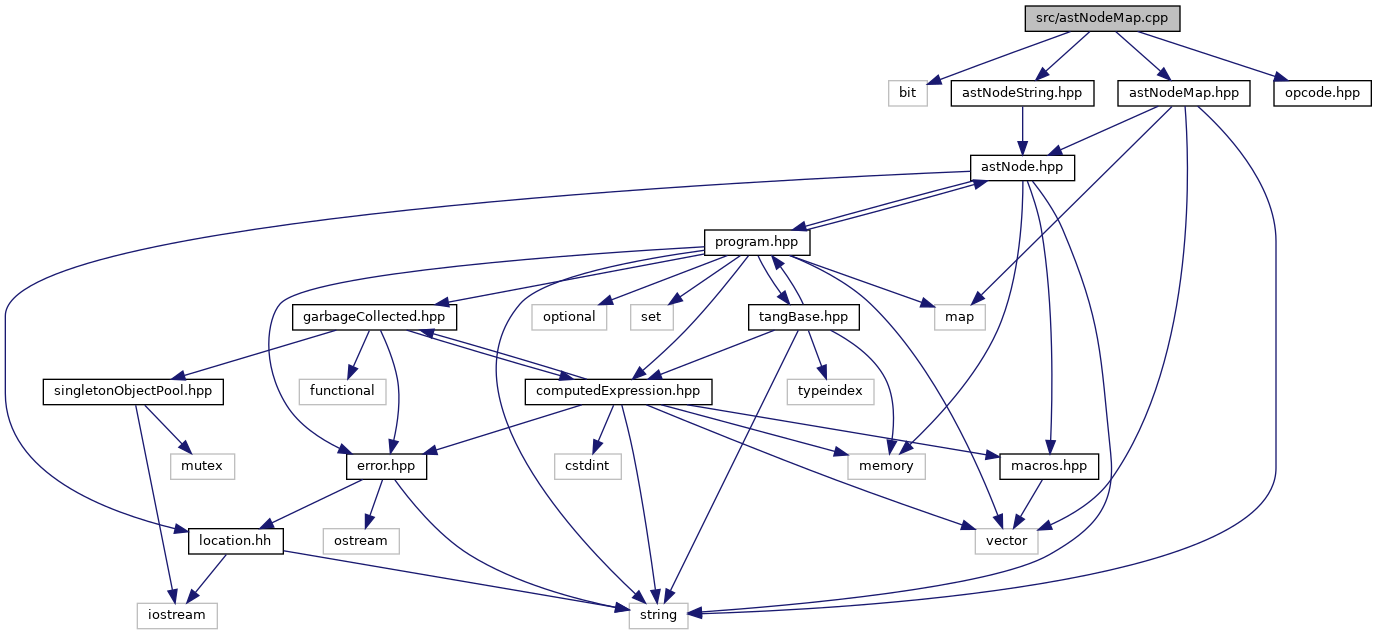 src/astNodeMap.cpp
bit
astNodeString.hpp
astNodeMap.hpp
opcode.hpp
astNode.hpp
program.hpp
garbageCollected.hpp
optional
set
tangBase.hpp
map
singletonObjectPool.hpp
functional
computedExpression.hpp
typeindex
mutex
error.hpp
cstdint
memory
macros.hpp
location.hh
ostream
vector
iostream
string